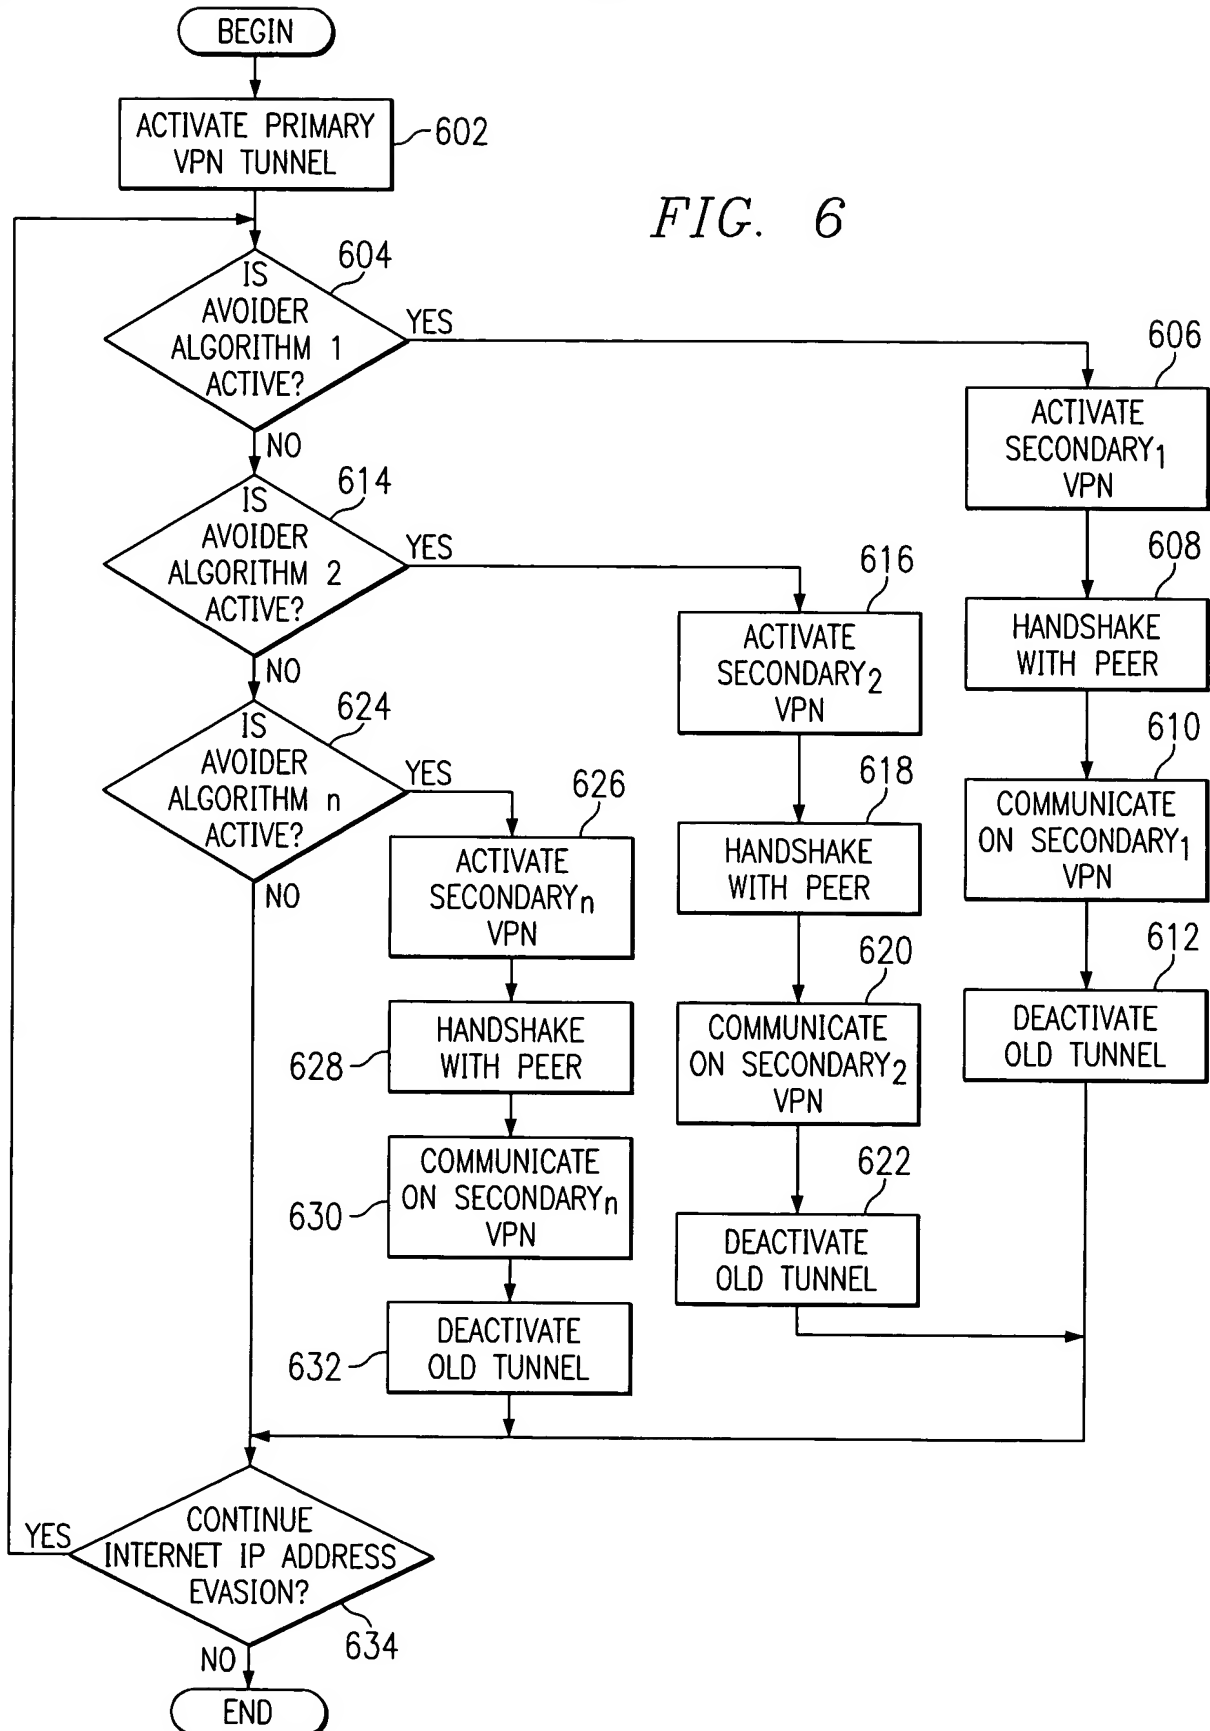 BEGIN
ACTIVATE PRIMARY
VPN TUNNEL
602
FIG. 6
IS
AVOIDER
ALGORITHM 1
ACTIVE?
604
YES
NO
606
ACTIVATE
SECONDARY1
VPN
608
HANDSHAKE
WITH PEER
610
COMMUNICATE
ON SECONDARY1
VPN
612
DEACTIVATE
OLD TUNNEL
IS
AVOIDER
ALGORITHM 2
ACTIVE?
614
YES
NO
616
ACTIVATE
SECONDARY2
VPN
618
HANDSHAKE
WITH PEER
620
COMMUNICATE
ON SECONDARY2
VPN
622
DEACTIVATE
OLD TUNNEL
IS
AVOIDER
ALGORITHM n
ACTIVE?
624
YES
NO
626
ACTIVATE
SECONDARYn
VPN
HANDSHAKE
WITH PEER
628
COMMUNICATE
ON SECONDARYn
VPN
630
DEACTIVATE
OLD TUNNEL
632
CONTINUE
INTERNET IP ADDRESS
EVASION?
YES
634
NO
END